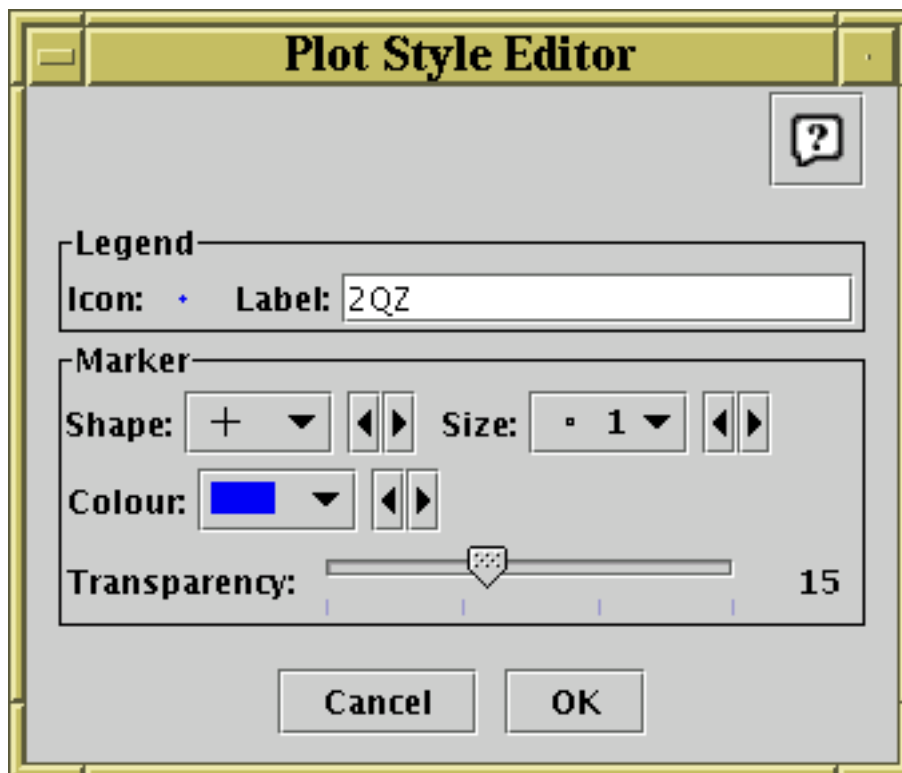 Plot Style Editor
?
Legend
Icon: Label: 2QZ
Marker
Shape: Size: 1
Colour:
Transparency: 15
Cancel OK